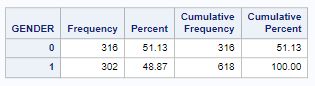 GENDER Frequency Percent Cumulative Frequency Cumulative Percent
0 316 51.13 316 51.13
1 302 48.87 618 100.00